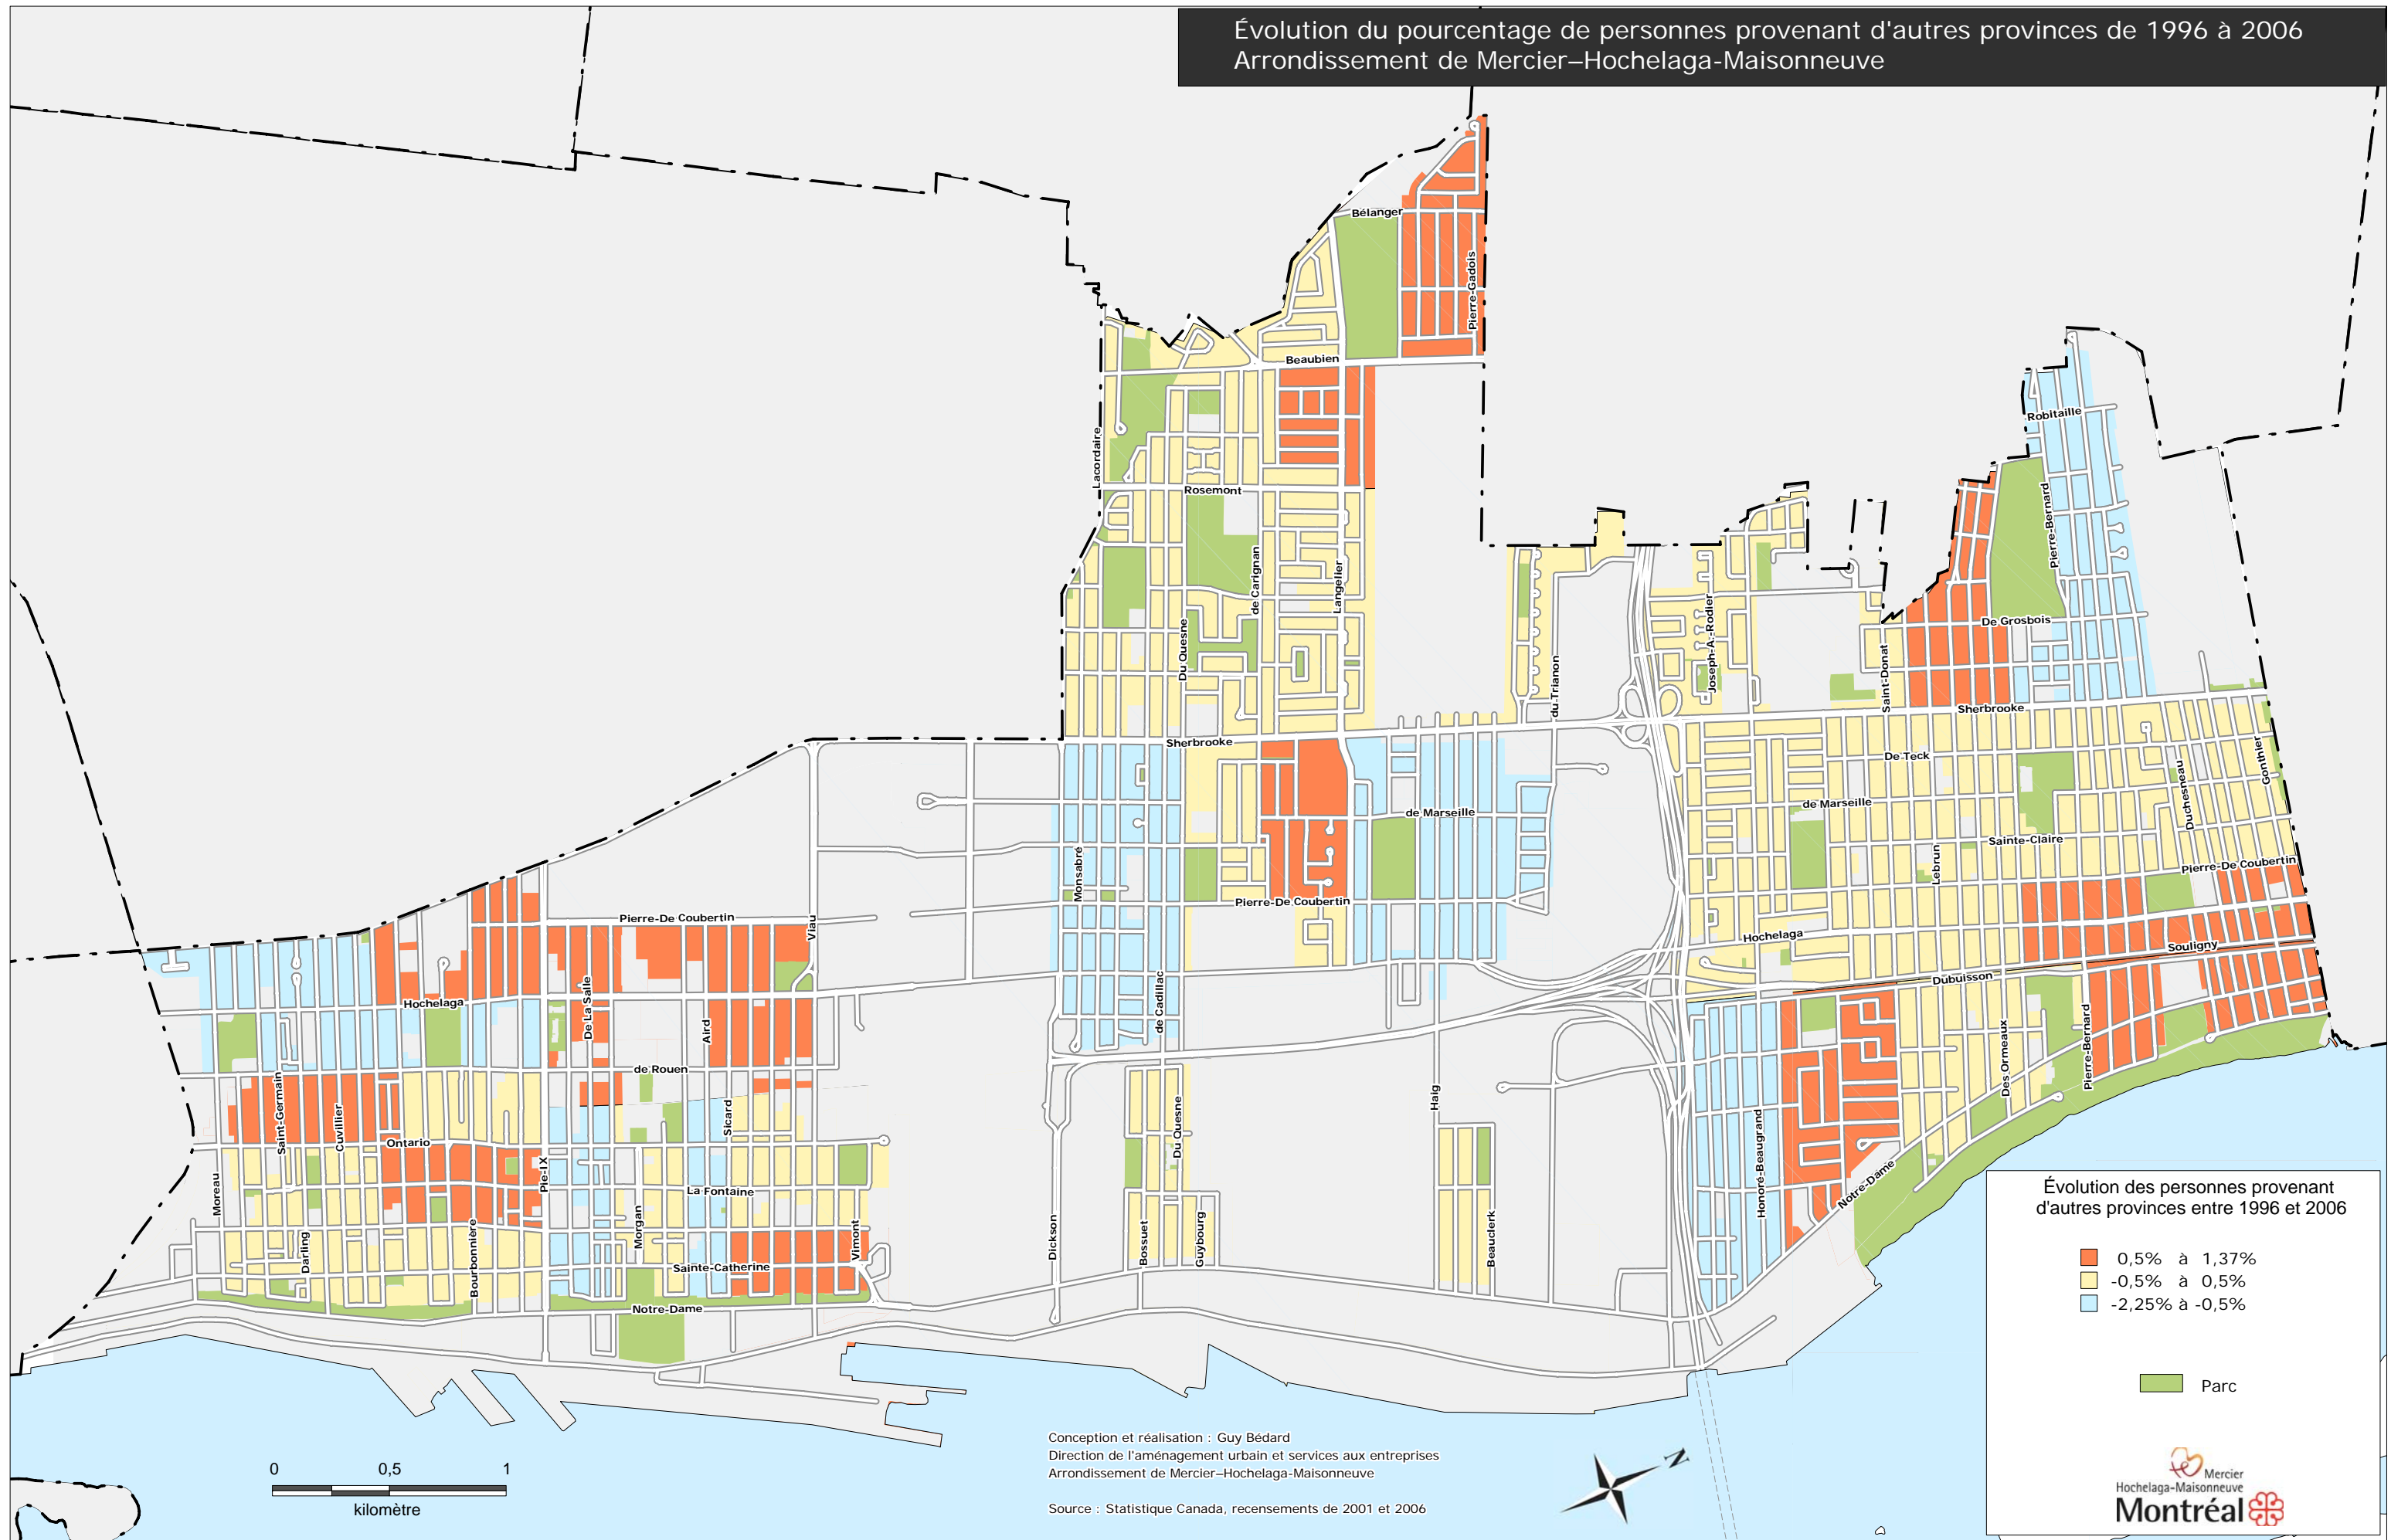 Évolution du pourcentage de personnes provenant d'autres provinces de 1996 à 2006
Arrondissement de Mercier–Hochelaga-Maisonneuve
Bélanger
Pierre-Gadois
Beaubien
Lacordaire
Rosemont
de Carignan
Langelier
Du Quesne
Sherbrooke
du Trianon
Joseph-A.-Rodier
Saint-Donat
Robitaille
Pierre-Bernard
De Grosbois
Sherbrooke
De Teck
Duchesneau
Gonthier
de Marseille
de Marseille
Sainte-Claire
Lebrun
Pierre-De Coubertin
Monsabré
Pierre-De Coubertin
Pierre-De Coubertin
Viau
Hochelaga
Souligny
Dubuisson
Hochelaga
De La Salle
Aird
de Cadillac
de Rouen
Des Ormeaux
Pierre-Bernard
Saint-Germain
Cuvillier
Ontario
Sicard
Du Quesne
Haig
Honoré-Beaugrand
Pie-IX
Moreau
La Fontaine
Notre-Dame
Morgan
Darling
Bourbonnière
Vimont
Dickson
Bossuet
Guybourg
Beauclerk
Sainte-Catherine
Notre-Dame
Évolution des personnes provenant
d'autres provinces entre 1996 et 2006
0,5% à 1,37%
-0,5% à 0,5%
-2,25% à -0,5%
Parc
Mercier
Hochelaga-Maisonneuve
Montréal
0 0,5 1
kilomètre
Conception et réalisation : Guy Bédard
Direction de l'aménagement urbain et services aux entreprises
Arrondissement de Mercier–Hochelaga-Maisonneuve
Source : Statistique Canada, recensements de 2001 et 2006
N